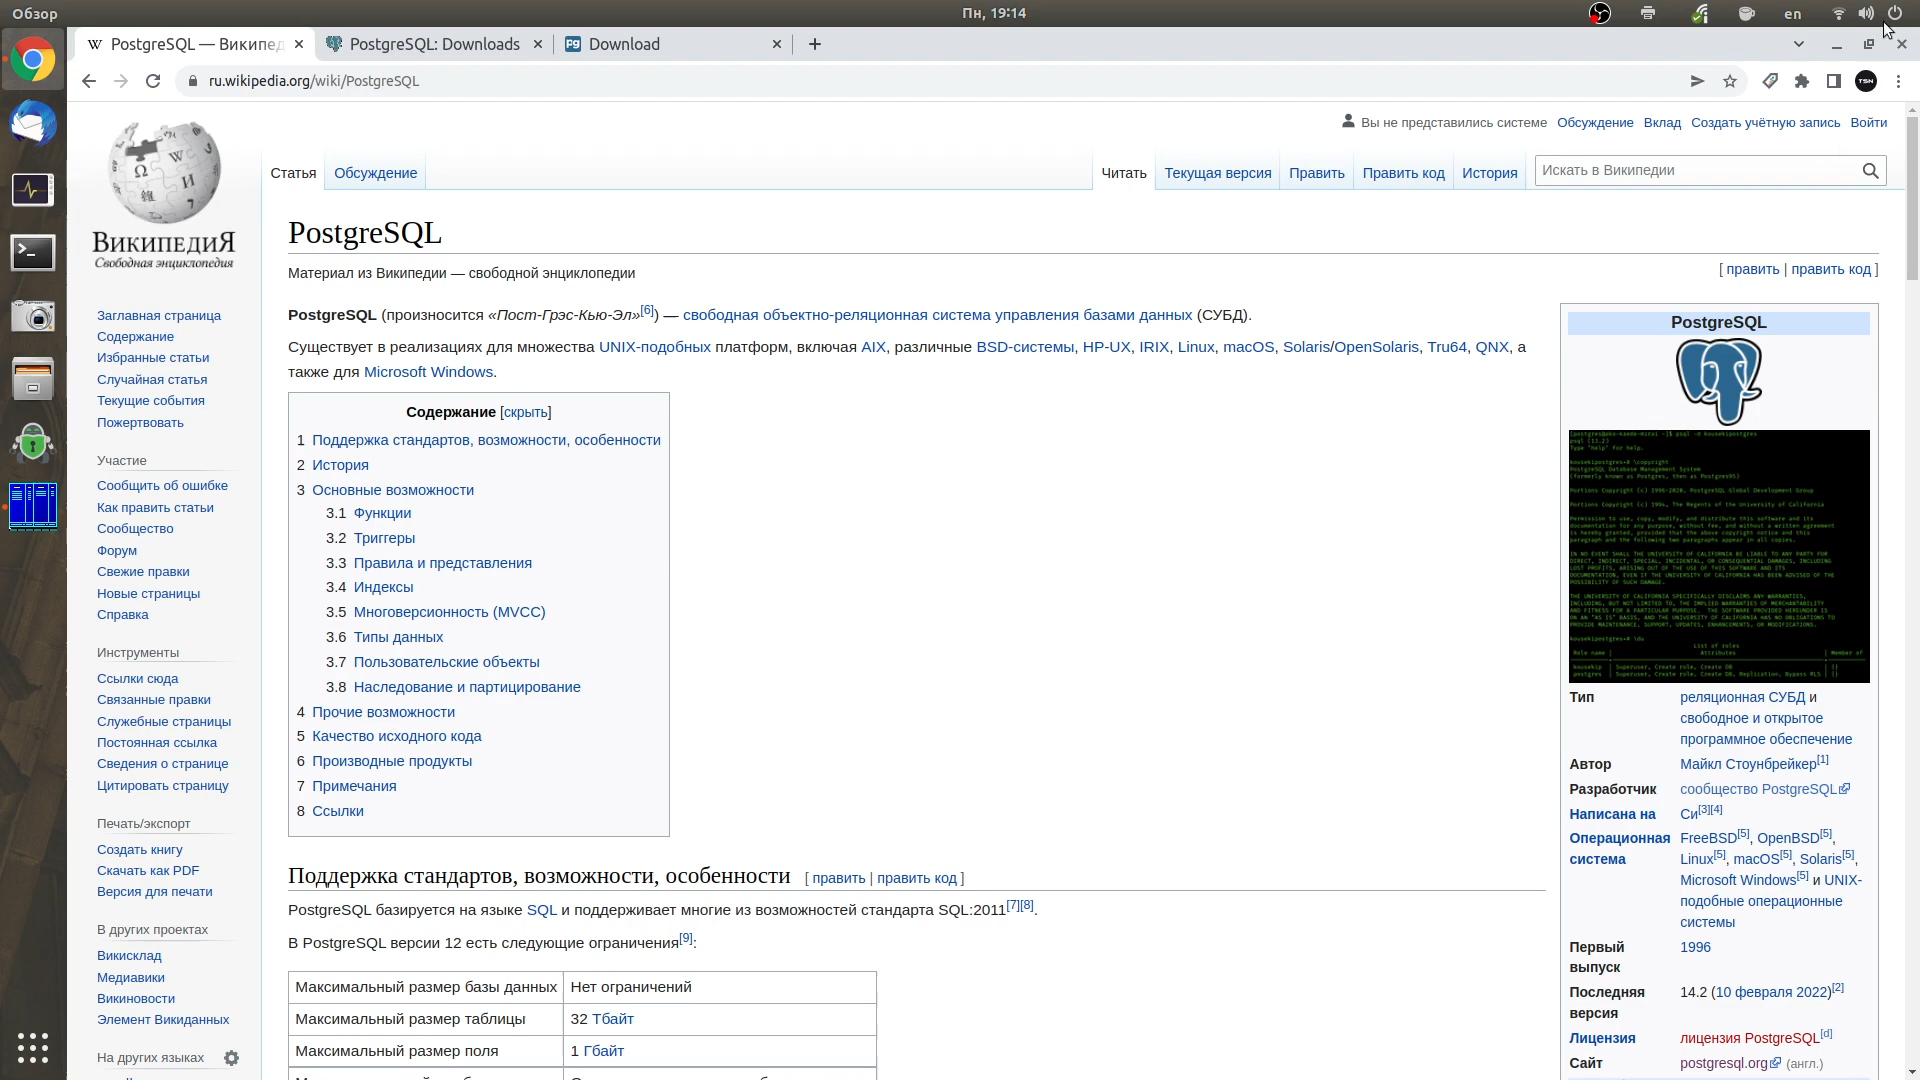 Обзор
Пн, 19:14
en
PostgreSQL — Википед
PostgreSQL: Downloads
Download
ru.wikipedia.org/wiki/PostgreSQL
Вы не представились системе Обсуждение Вклад Создать учётную запись Войти
Статья Обсуждение
Читать Текущая версия Править Править код История
Искать в Википедии
ВикипедиЯ
Свободная энциклопедия
Заглавная страница
Содержание
Избранные статьи
Случайная статья
Текущие события
Пожертвовать
Участие
Сообщить об ошибке
Как править статьи
Сообщество
Форум
Свежие правки
Новые страницы
Справка
Инструменты
Ссылки сюда
Связанные правки
Служебные страницы
Постоянная ссылка
Сведения о странице
Цитировать страницу
Печать/экспорт
Создать книгу
Скачать как PDF
Версия для печати
В других проектах
Викисклад
Медиавики
Викиновости
Элемент Викиданных
На других языках
PostgreSQL
Материал из Википедии — свободной энциклопедии
[ править | править код ]
PostgreSQL (произносится «Пост-Грэс-Кью-Эл»[6]) — свободная объектно-реляционная система управления базами данных (СУБД).
Существует в реализациях для множества UNIX-подобных платформ, включая AIX, различные BSD-системы, HP-UX, IRIX, Linux, macOS, Solaris/OpenSolaris, Tru64, QNX, а
также для Microsoft Windows.
Содержание [скрыть]
1 Поддержка стандартов, возможности, особенности
2 История
3 Основные возможности
3.1 Функции
3.2 Триггеры
3.3 Правила и представления
3.4 Индексы
3.5 Многоверсионность (MVCC)
3.6 Типы данных
3.7 Пользовательские объекты
3.8 Наследование и партицирование
4 Прочие возможности
5 Качество исходного кода
6 Производные продукты
7 Примечания
8 Ссылки
Поддержка стандартов, возможности, особенности [ править | править код ]
PostgreSQL базируется на языке SQL и поддерживает многие из возможностей стандарта SQL:2011[7][8].
В PostgreSQL версии 12 есть следующие ограничения[9]:
Максимальный размер базы данных Нет ограничений
Максимальный размер таблицы 32 Тбайт
Максимальный размер поля 1 Гбайт
PostgreSQL
Тип реляционная СУБД и
свободное и открытое
программное обеспечение
Автор Майкл Стоунбрейкер[1]
Разработчик сообщество PostgreSQL
Написана на Си[3][4]
Операционная FreeBSD[5], OpenBSD[5],
система Linux[5], macOS[5], Solaris[5],
Microsoft Windows[5] и UNIX-
подобные операционные
системы
Первый 1996
выпуск
Последняя 14.2 (10 февраля 2022)[2]
версия
Лицензия лицензия PostgreSQL[d]
Сайт postgresql.org (англ.)